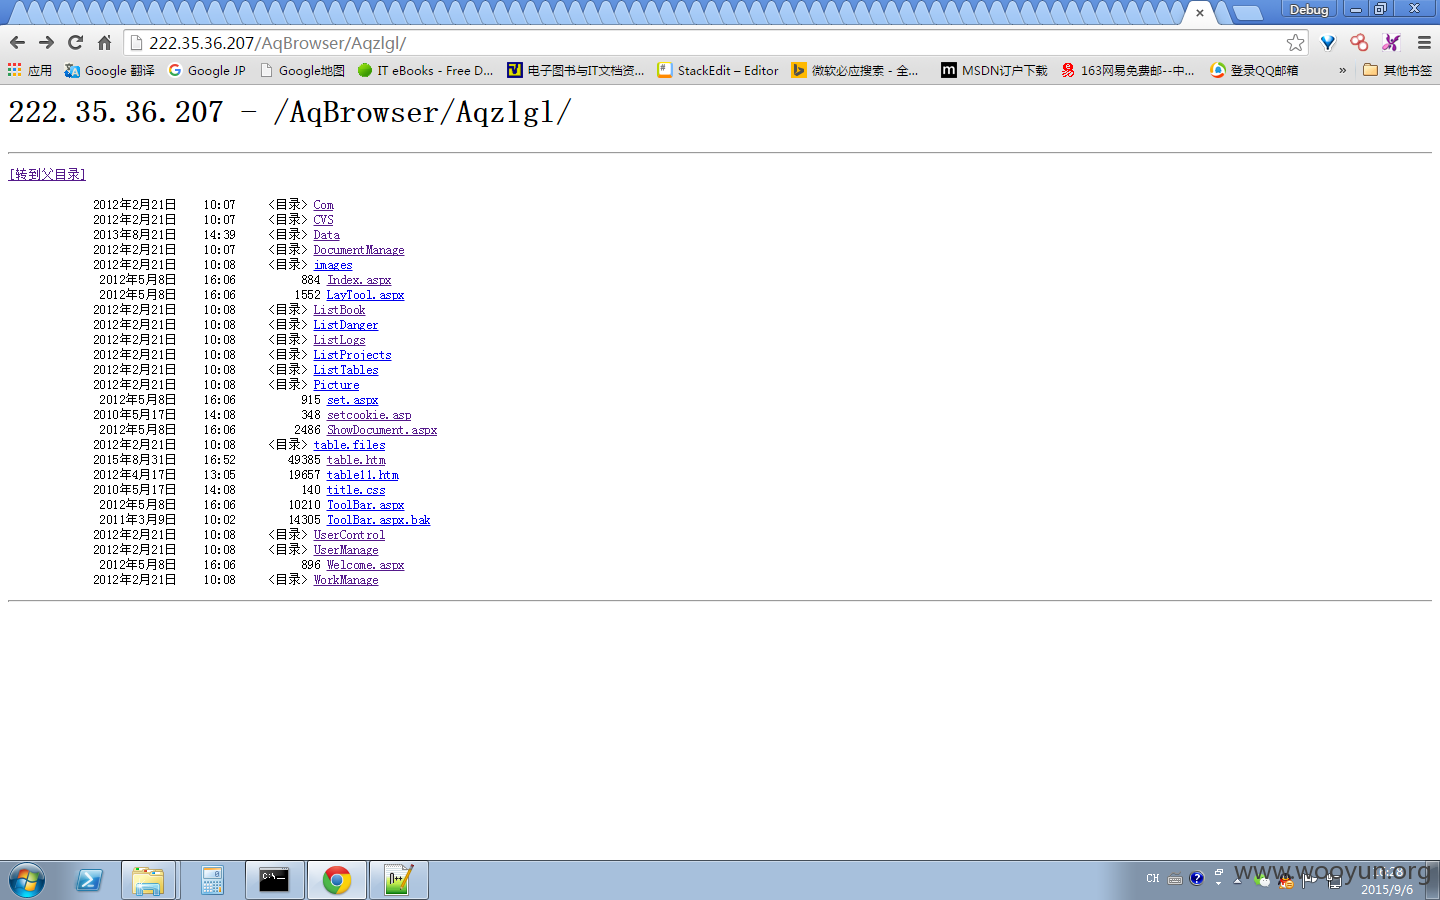 Debug
222.35.36.207/AqBrowser/Aqzlgl/
应用 Google 翻译 Google JP Google地图 IT eBooks - Free D... 电子图书与IT文档资... StackEdit – Editor 微软必应搜索 - 全... MSDN订户下载 163网易免费邮--中... 登录QQ邮箱 » 其他书签
222.35.36.207 - /AqBrowser/Aqzlgl/
[转到父目录]
2012年2月21日 10:07 <目录> Com
2012年2月21日 10:07 <目录> CVS
2013年8月21日 14:39 <目录> Data
2012年2月21日 10:07 <目录> DocumentManage
2012年2月21日 10:08 <目录> images
2012年5月8日 16:06 884 Index.aspx
2012年5月8日 16:06 1552 LayTool.aspx
2012年2月21日 10:08 <目录> ListBook
2012年2月21日 10:08 <目录> ListDanger
2012年2月21日 10:08 <目录> ListLogs
2012年2月21日 10:08 <目录> ListProjects
2012年2月21日 10:08 <目录> ListTables
2012年2月21日 10:08 <目录> Picture
2012年5月8日 16:06 915 set.aspx
2010年5月17日 14:08 348 setcookie.asp
2012年5月8日 16:06 2486 ShowDocument.aspx
2012年2月21日 10:08 <目录> table.files
2015年8月31日 16:52 49385 table.htm
2012年4月17日 13:05 19657 table11.htm
2010年5月17日 14:08 140 title.css
2012年5月8日 16:06 10210 ToolBar.aspx
2011年3月9日 10:02 14305 ToolBar.aspx.bak
2012年2月21日 10:08 <目录> UserControl
2012年2月21日 10:08 <目录> UserManage
2012年5月8日 16:06 896 Welcome.aspx
2012年2月21日 10:08 <目录> WorkManage
CH
www.wooyun.org
2015/9/6